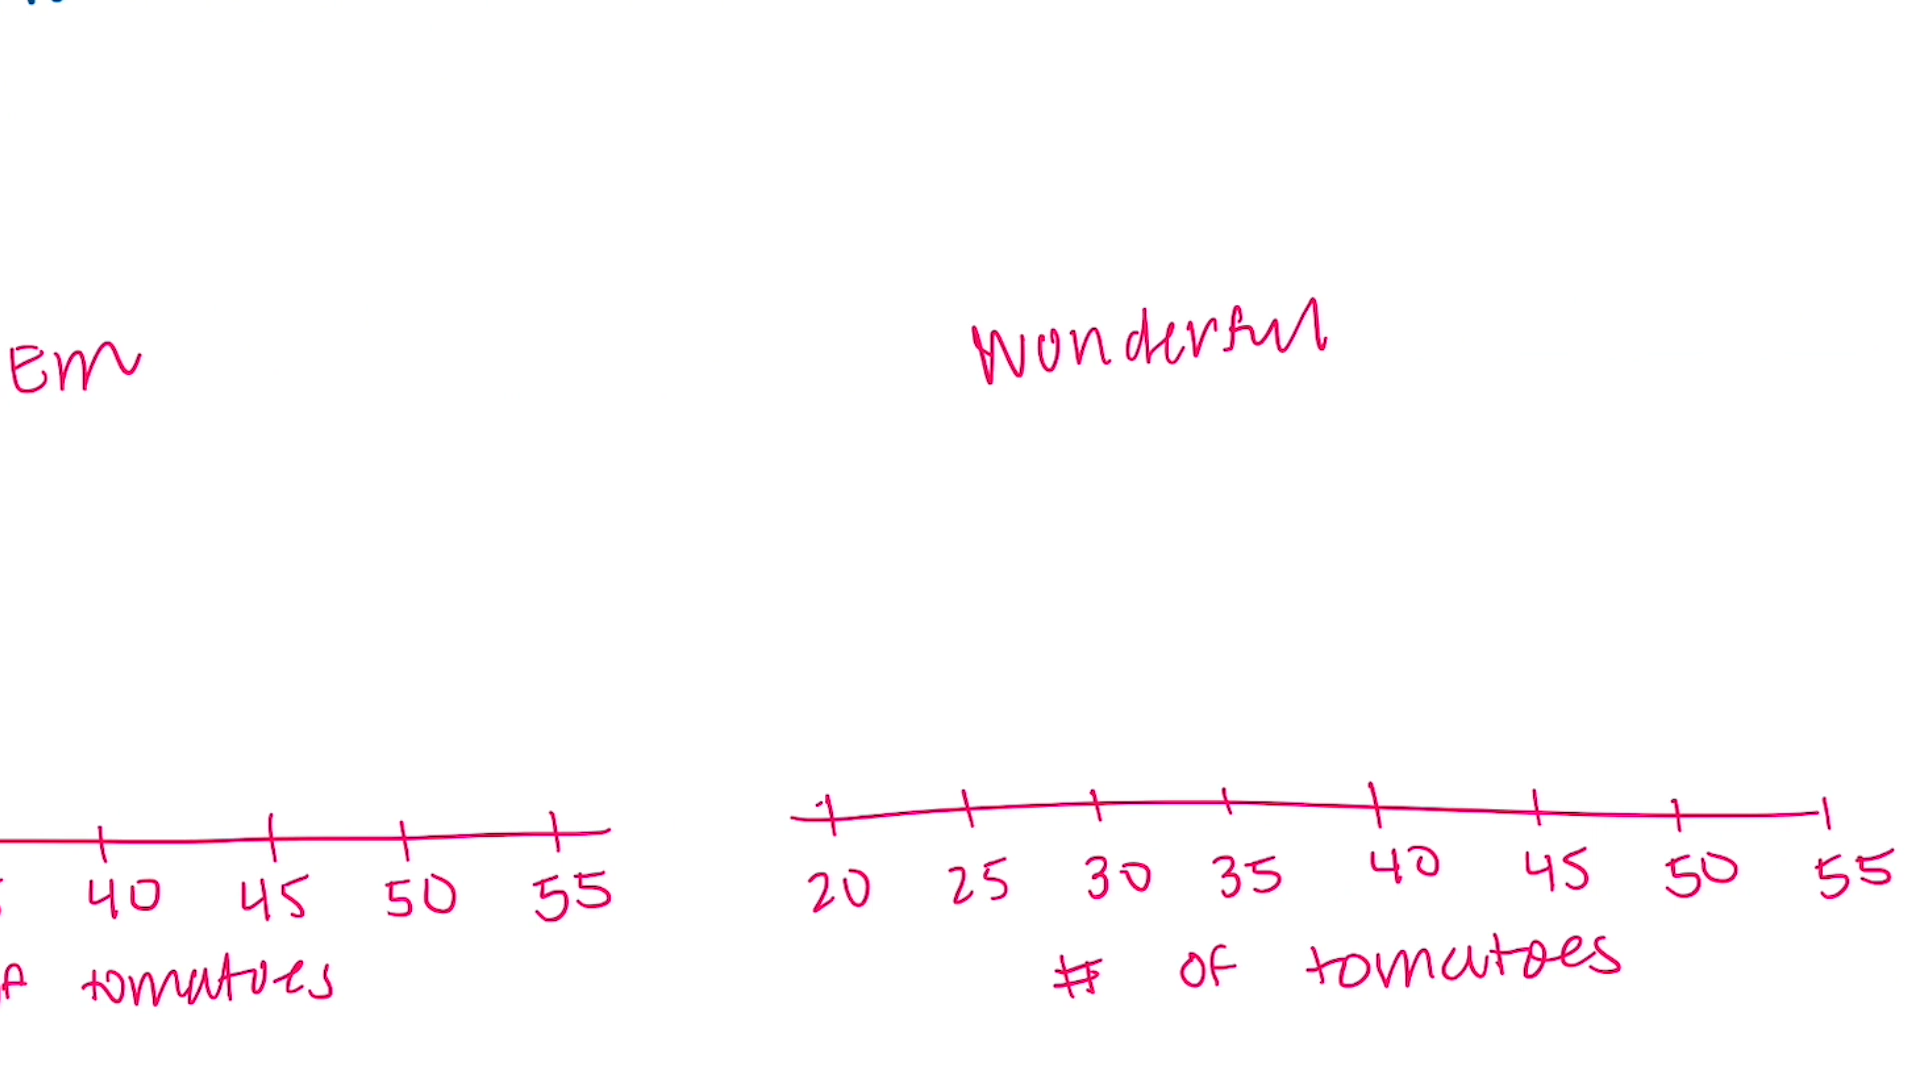 Em
Wonderful
40 45 50 55
20 25 30 35 40 45 50 55
tomatoes
# of tomatoes